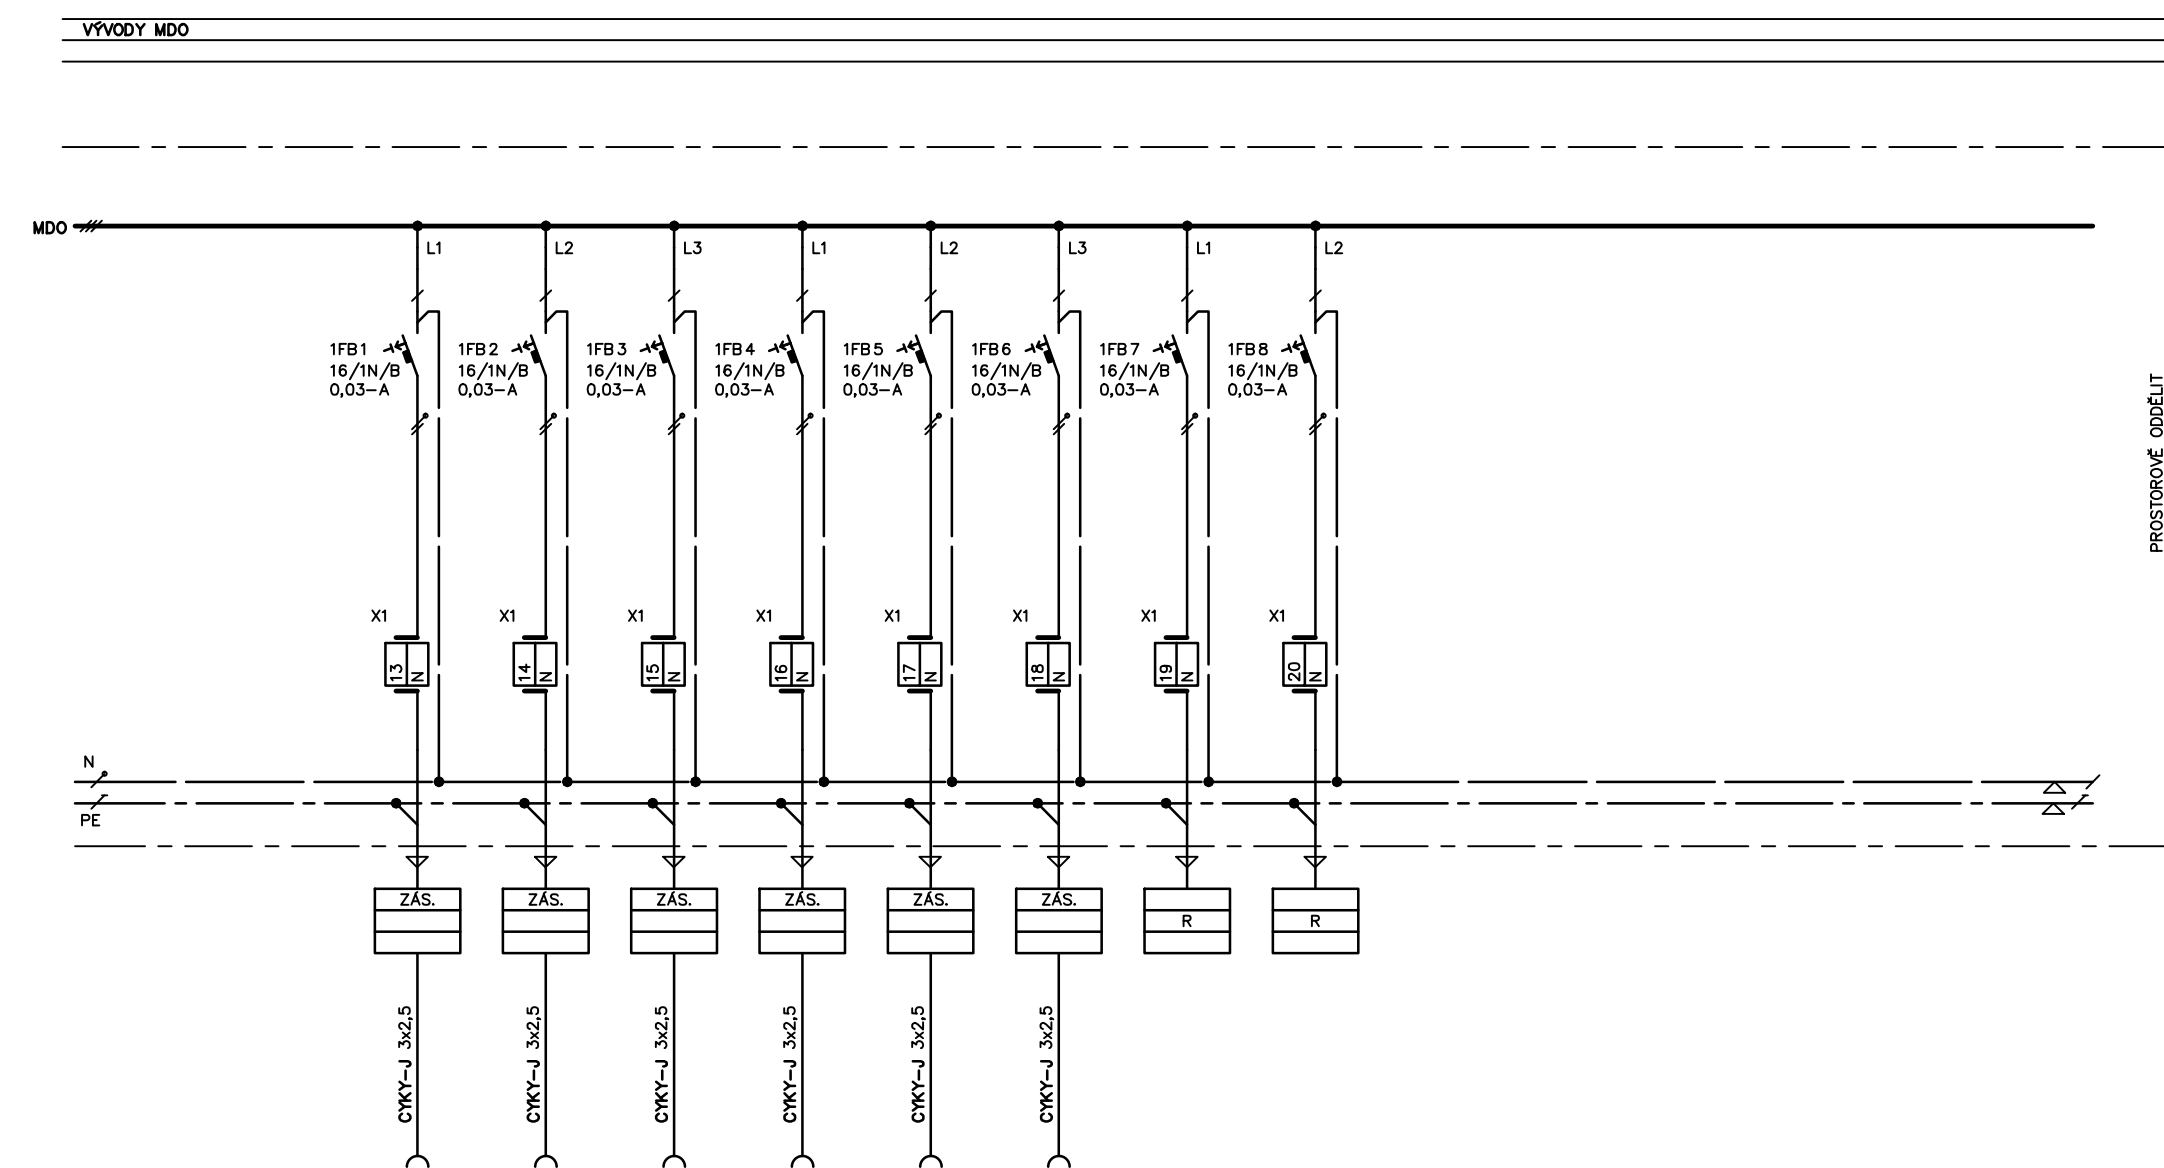 VÝVODY MDO
MDO
L1 L2 L3 L1 L2 L3 L1 L2
1FB1 1FB2 1FB3 1FB4 1FB5 1FB6 1FB7 1FB8
16/1N/B 16/1N/B 16/1N/B 16/1N/B 16/1N/B 16/1N/B 16/1N/B 16/1N/B
0,03-A 0,03-A 0,03-A 0,03-A 0,03-A 0,03-A 0,03-A 0,03-A
PROSTOROVĚ ODDĚLIT
X1 X1 X1 X1 X1 X1 X1 X1
13 N 14 N 15 N 16 N 17 N 18 N 19 N 20 N
N
PE
ZÁS. ZÁS. ZÁS. ZÁS. ZÁS. ZÁS.
R R
CYKY-J 3x2,5 CYKY-J 3x2,5 CYKY-J 3x2,5 CYKY-J 3x2,5 CYKY-J 3x2,5 CYKY-J 3x2,5